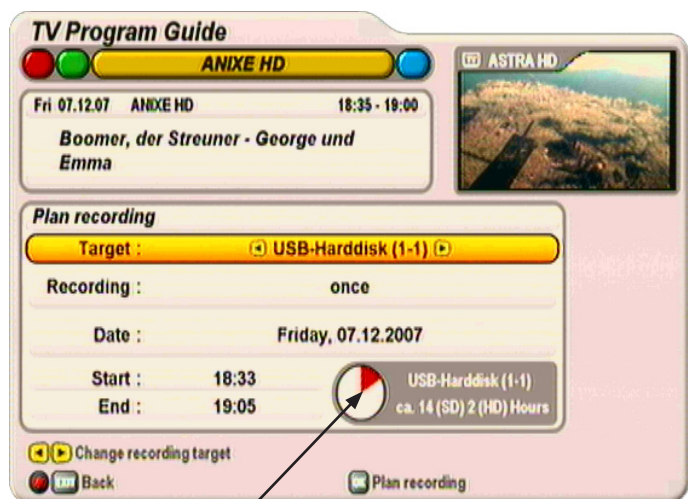 TV Program Guide
ANIXE HD
TV ASTRA HD
Fri 07.12.07 ANIXE HD 18:35 - 19:00
Boomer, der Streuner - George und
Emma
Plan recording
Target : USB-Harddisk (1-1)
Recording : once
Date : Friday, 07.12.2007
Start : 18:33
End : 19:05
USB-Harddisk (1-1)
ca. 14 (SD) 2 (HD) Hours
Change recording target
EXIT Back
OK Plan recording